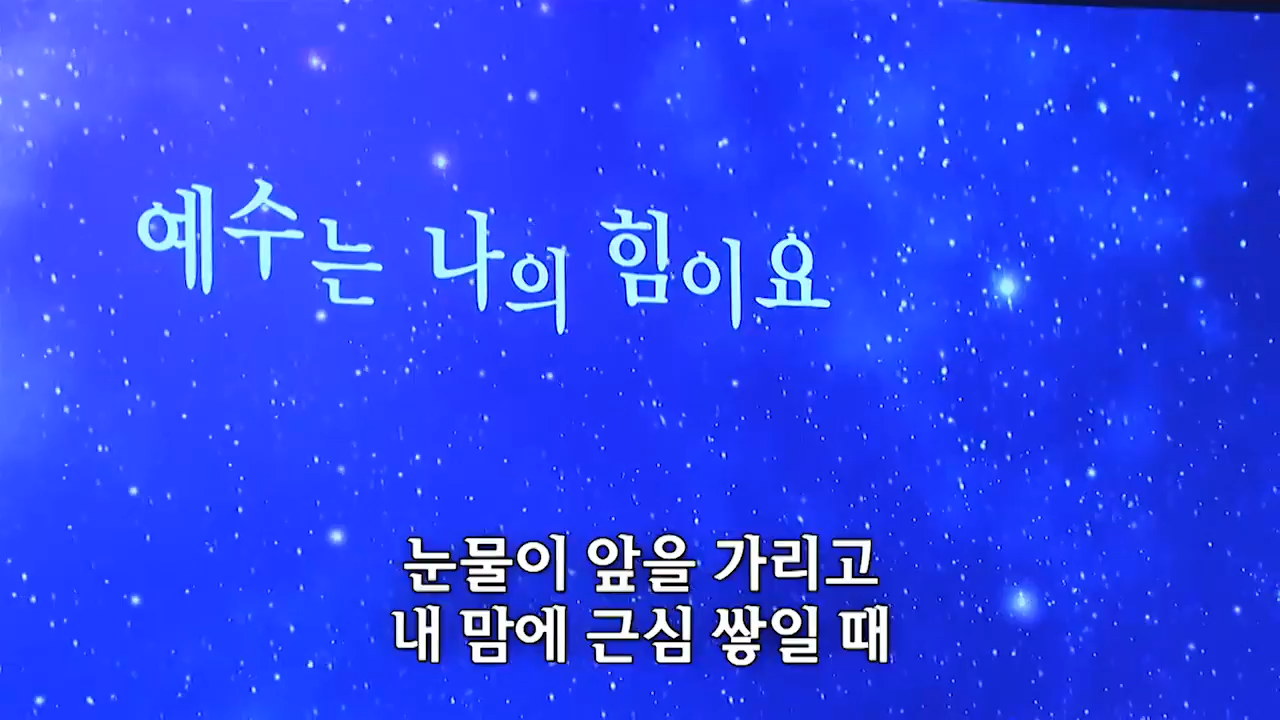 예수는 나의 힘이요
눈물이 앞을 가리고
내 맘에 근심 쌓일 때